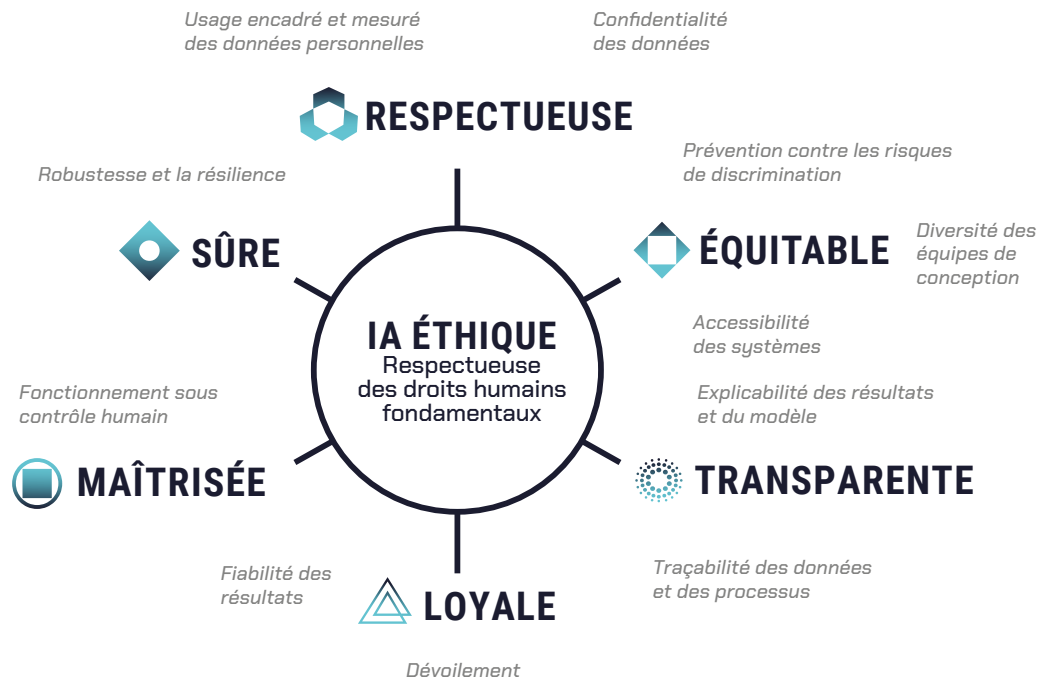 Usage encadré et mesuré
des données personnelles
Confidentialité
des données
RESPECTUEUSE
Prévention contre les risques
de discrimination
Robustesse et la résilience
SÛRE
ÉQUITABLE
Diversité des
équipes de
conception
Accessibilité
des systèmes
IA ÉTHIQUE
Respectueuse
des droits humains
fondamentaux
Fonctionnement sous
contrôle humain
MAÎTRISÉE
Explicabilité des résultats
et du modèle
TRANSPARENTE
Traçabilité des données
et des processus
Fiabilité des
résultats
LOYALE
Dévoilement